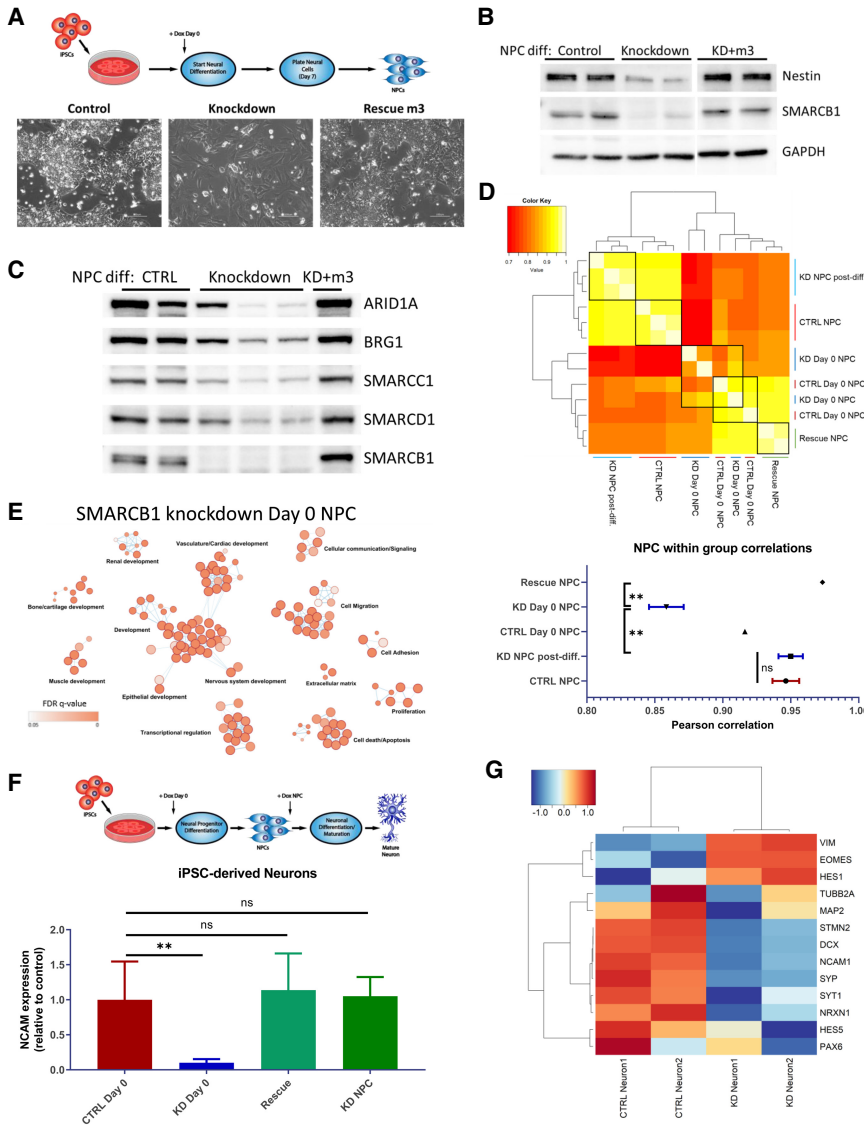 A
+ Dox Day 0
iPSCs
Start Neural
Differentiation
Plate Neural
Cells
(Day 7)
NPCs
Control
Knockdown
Rescue m3
B
NPC diff: Control Knockdown KD+m3
Nestin
SMARCB1
GAPDH
C
NPC diff: CTRL Knockdown KD+m3
ARID1A
BRG1
SMARCC1
SMARCD1
SMARCB1
D
Color Key
0.7 0.8 0.9 1
Value
KD NPC post-diff.
CTRL NPC
KD Day 0 NPC
CTRL Day 0 NPC
KD Day 0 NPC
CTRL Day 0 NPC
Rescue NPC
KD NPC post-diff.
CTRL NPC
KD Day 0 NPC
CTRL Day 0 NPC
KD Day 0 NPC
CTRL Day 0 NPC
Rescue NPC
NPC within group correlations
Rescue NPC
KD Day 0 NPC
CTRL Day 0 NPC
KD NPC post-diff.
CTRL NPC
**
**
ns
0.80 0.85 0.90 0.95 1.00
Pearson correlation
E
SMARCB1 knockdown Day 0 NPC
Renal development
Vasculature/Cardiac development
Cellular communication/Signaling
Bone/cartilage development
Cell Migration
Development
Muscle development
Cell Adhesion
Nervous system development
Extracellular matrix
Epithelial development
Proliferation
FDR q-value
0.05 0
Transcriptional regulation
Cell death/Apoptosis
F
+ Dox Day 0
+ Dox NPC
iPSCs
Neural Progenitor
Differentiation
NPCs
Neuronal
Differentiation/
Maturation
Mature
Neuron
iPSC-derived Neurons
NCAM expression
(relative to control)
2.0
1.5
1.0
0.5
0.0
ns
ns
**
CTRL Day 0
KD Day 0
Rescue
KD NPC
G
-1.0 0.0 1.0
VIM
EOMES
HES1
TUBB2A
MAP2
STMN2
DCX
NCAM1
SYP
SYT1
NRXN1
HES5
PAX6
CTRL Neuron1
CTRL Neuron2
KD Neuron1
KD Neuron2